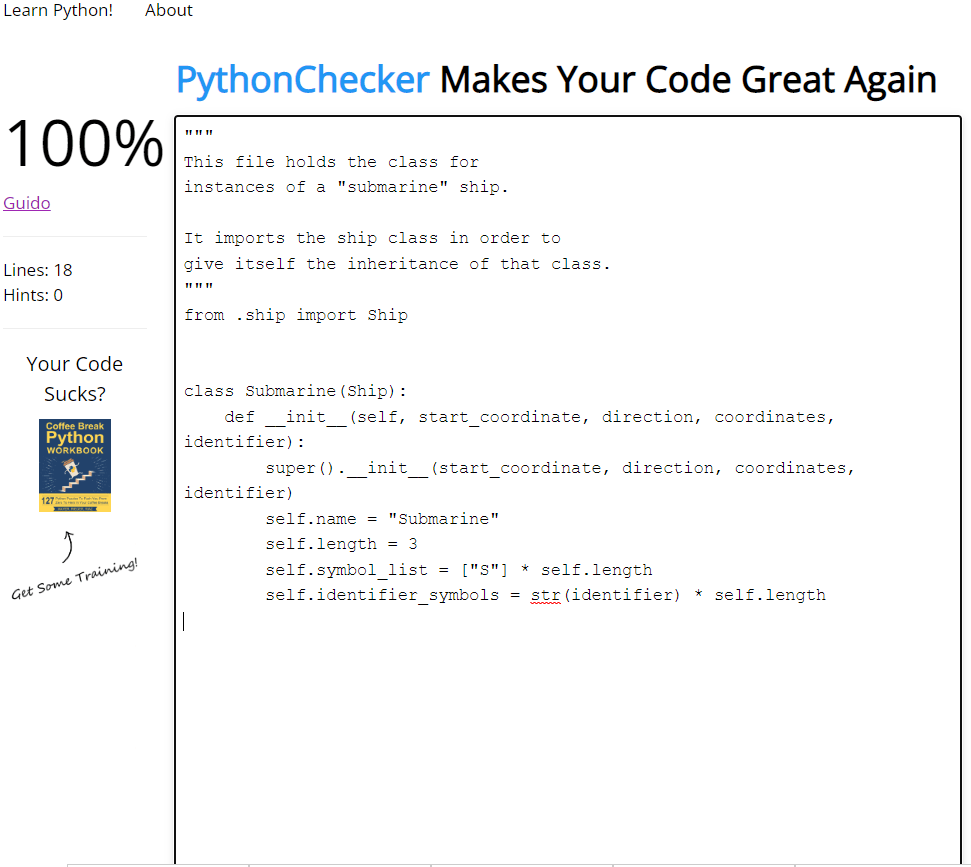 Learn Python! About
PythonChecker Makes Your Code Great Again
100%
Guido
Lines: 18
Hints: 0
Your Code
Sucks?
Coffee Break
Python
WORKBOOK
127
Get Some Training!
"""
This file holds the class for
instances of a "submarine" ship.
It imports the ship class in order to
give itself the inheritance of that class.
"""
from .ship import Ship
class Submarine(Ship):
    def __init__(self, start_coordinate, direction, coordinates,
identifier):
        super().__init__(start_coordinate, direction, coordinates,
identifier)
        self.name = "Submarine"
        self.length = 3
        self.symbol_list = ["S"] * self.length
        self.identifier_symbols = str(identifier) * self.length